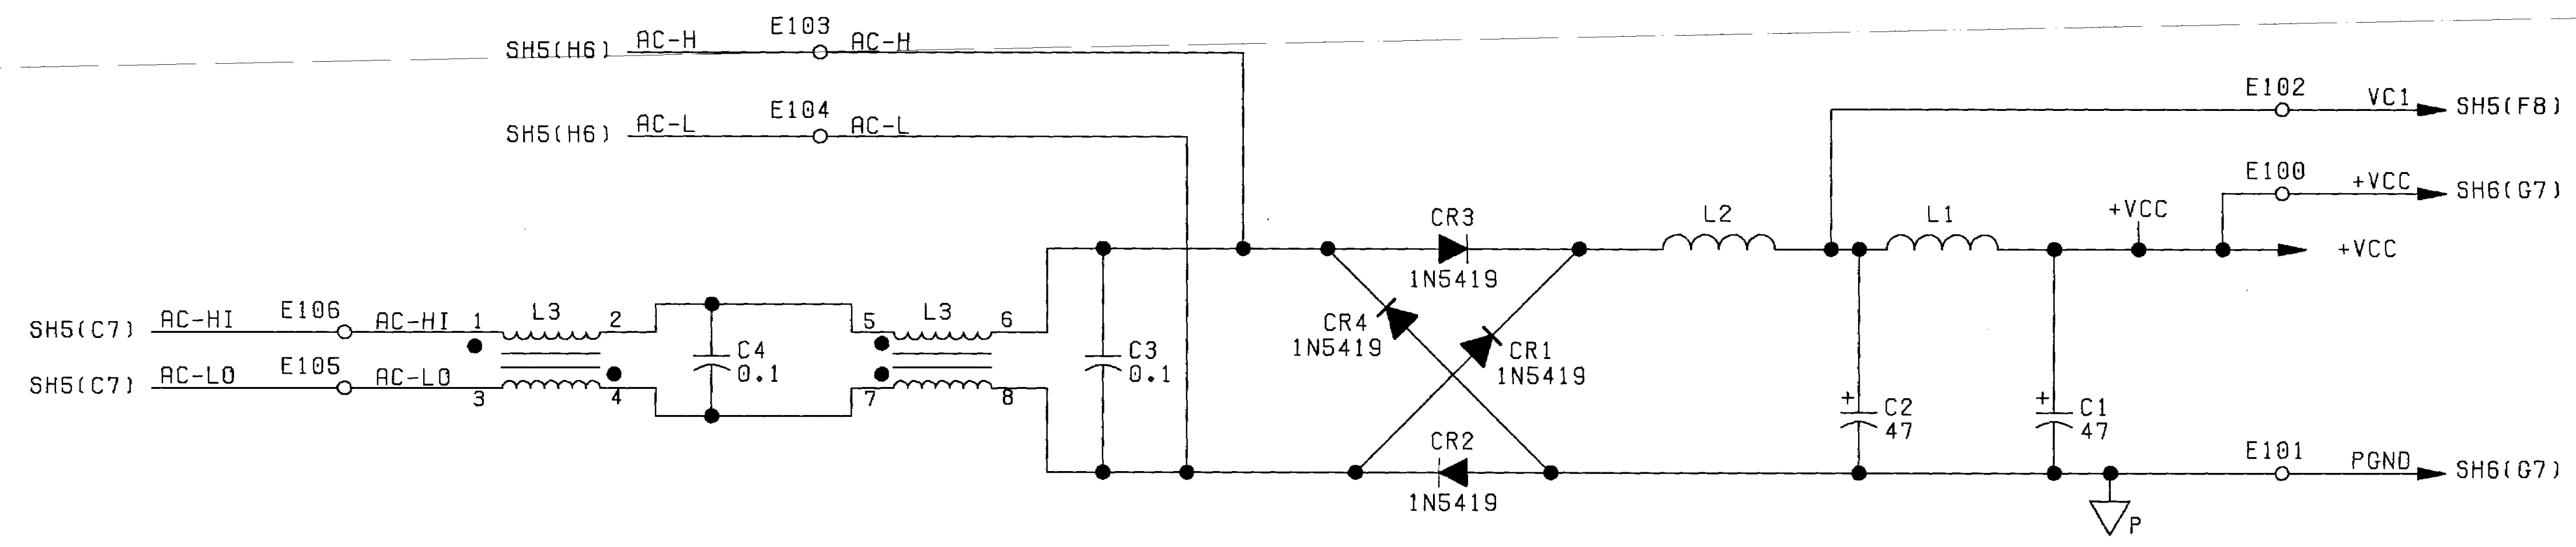 E103
SH5(H6) AC-H AC-H
E104
SH5(H6) AC-L AC-L
E102
VC1 SH5(F8)
E100
+VCC SH6(G7)
CR3
1N5419
L2
L1
+VCC
+VCC
SH5(C7) AC-HI E106 AC-HI 1 L3 2
5 L3 6
SH5(C7) AC-LO E105 AC-LO 3 4
7 8
C4
0.1
C3
0.1
CR4
1N5419
CR1
1N5419
+ C2
47
+ C1
47
CR2
1N5419
E101
PGND SH6(G7)
P